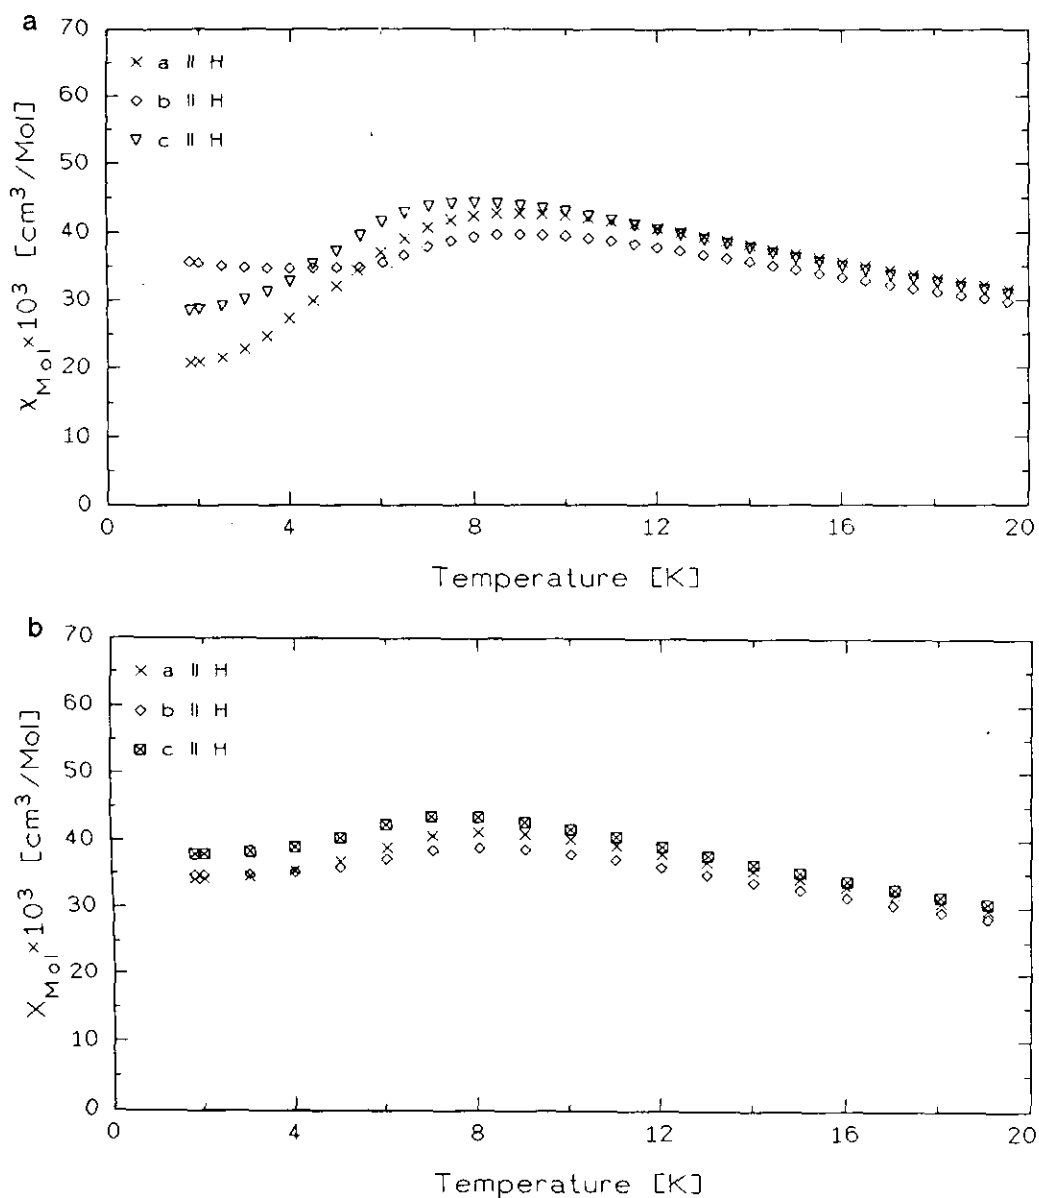 a
70
60
50
40
30
20
10
0
× a || H
◇ b || H
▽ c || H
χMol×10³ [cm³/Mol]
0 4 8 12 16 20
Temperature [K]
b
70
60
50
40
30
20
10
0
× a || H
◇ b || H
⊠ c || H
XMol×10³ [cm³/Mol]
0 4 8 12 16 20
Temperature [K]